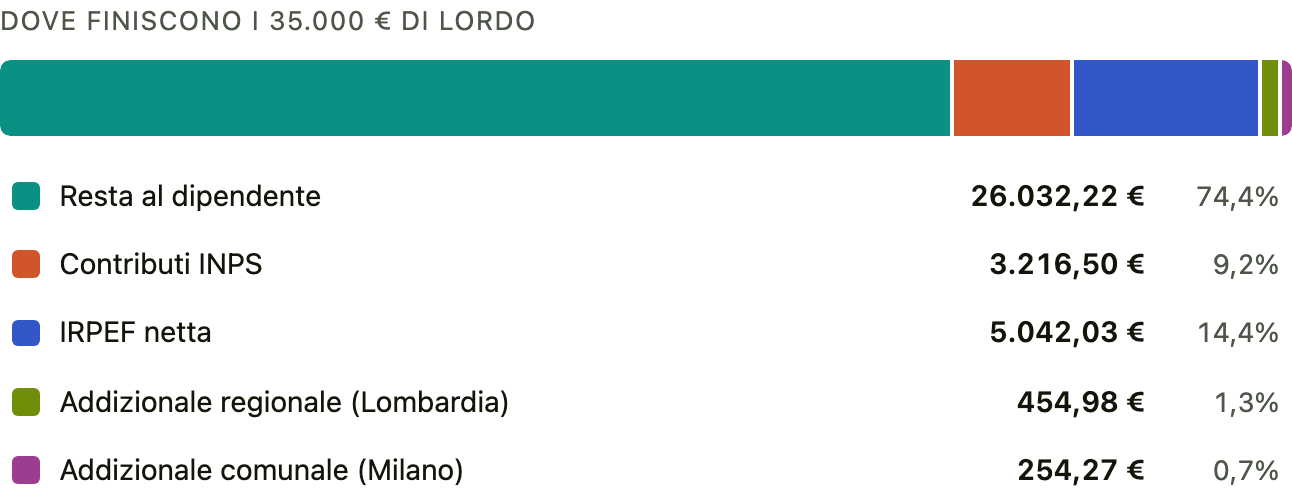 DOVE FINISCONO I 35.000 € DI LORDO
Resta al dipendente 26.032,22 € 74,4%
Contributi INPS 3.216,50 € 9,2%
IRPEF netta 5.042,03 € 14,4%
Addizionale regionale (Lombardia) 454,98 € 1,3%
Addizionale comunale (Milano) 254,27 € 0,7%